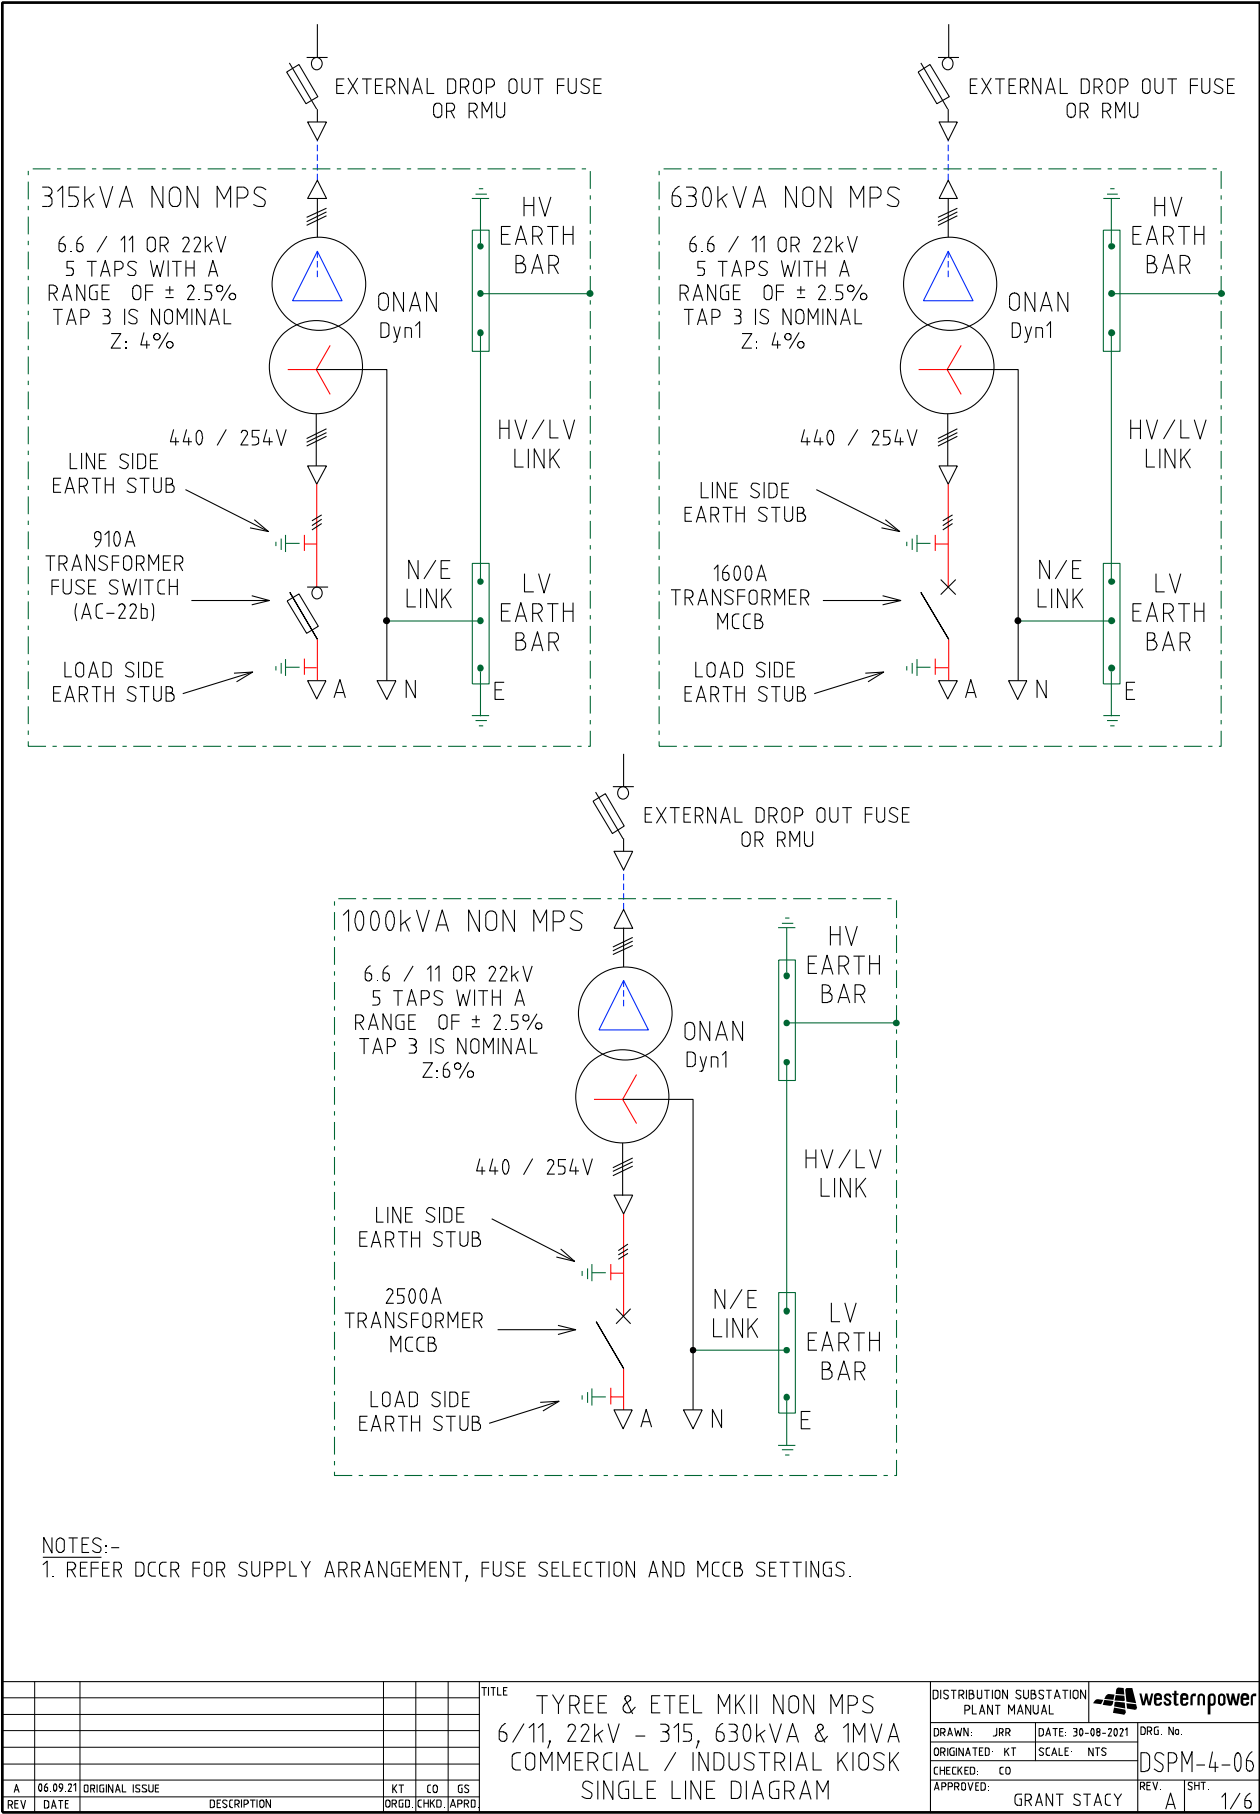 EXTERNAL DROP OUT FUSE
OR RMU
315kVA NON MPS
6.6 / 11 OR 22kV
5 TAPS WITH A
RANGE OF ± 2.5%
TAP 3 IS NOMINAL
Z: 4%
ONAN
Dyn1
HV
EARTH
BAR
440 / 254V
HV/LV
LINK
LINE SIDE
EARTH STUB
910A
TRANSFORMER
FUSE SWITCH
(AC-22b)
N/E
LINK
LV
EARTH
BAR
LOAD SIDE
EARTH STUB
A
N
E
EXTERNAL DROP OUT FUSE
OR RMU
630kVA NON MPS
6.6 / 11 OR 22kV
5 TAPS WITH A
RANGE OF ± 2.5%
TAP 3 IS NOMINAL
Z: 4%
ONAN
Dyn1
HV
EARTH
BAR
440 / 254V
HV/LV
LINK
LINE SIDE
EARTH STUB
1600A
TRANSFORMER
MCCB
N/E
LINK
LV
EARTH
BAR
LOAD SIDE
EARTH STUB
A
N
E
EXTERNAL DROP OUT FUSE
OR RMU
1000kVA NON MPS
6.6 / 11 OR 22kV
5 TAPS WITH A
RANGE OF ± 2.5%
TAP 3 IS NOMINAL
Z:6%
ONAN
Dyn1
HV
EARTH
BAR
440 / 254V
HV/LV
LINK
LINE SIDE
EARTH STUB
2500A
TRANSFORMER
MCCB
N/E
LINK
LV
EARTH
BAR
LOAD SIDE
EARTH STUB
A
N
E
NOTES:-
1. REFER DCCR FOR SUPPLY ARRANGEMENT, FUSE SELECTION AND MCCB SETTINGS.
A 06.09.21 ORIGINAL ISSUE KT CO GS
REV DATE DESCRIPTION ORGD. CHKD. APRD.
TITLE
TYREE & ETEL MKII NON MPS
6/11, 22kV - 315, 630kVA & 1MVA
COMMERCIAL / INDUSTRIAL KIOSK
SINGLE LINE DIAGRAM
DISTRIBUTION SUBSTATION
PLANT MANUAL
westernpower
DRAWN: JRR DATE: 30-08-2021
ORIGINATED: KT SCALE: NTS
CHECKED: CO
APPROVED:
GRANT STACY
DRG. No.
DSPM-4-06
REV. A
SHT. 1/6